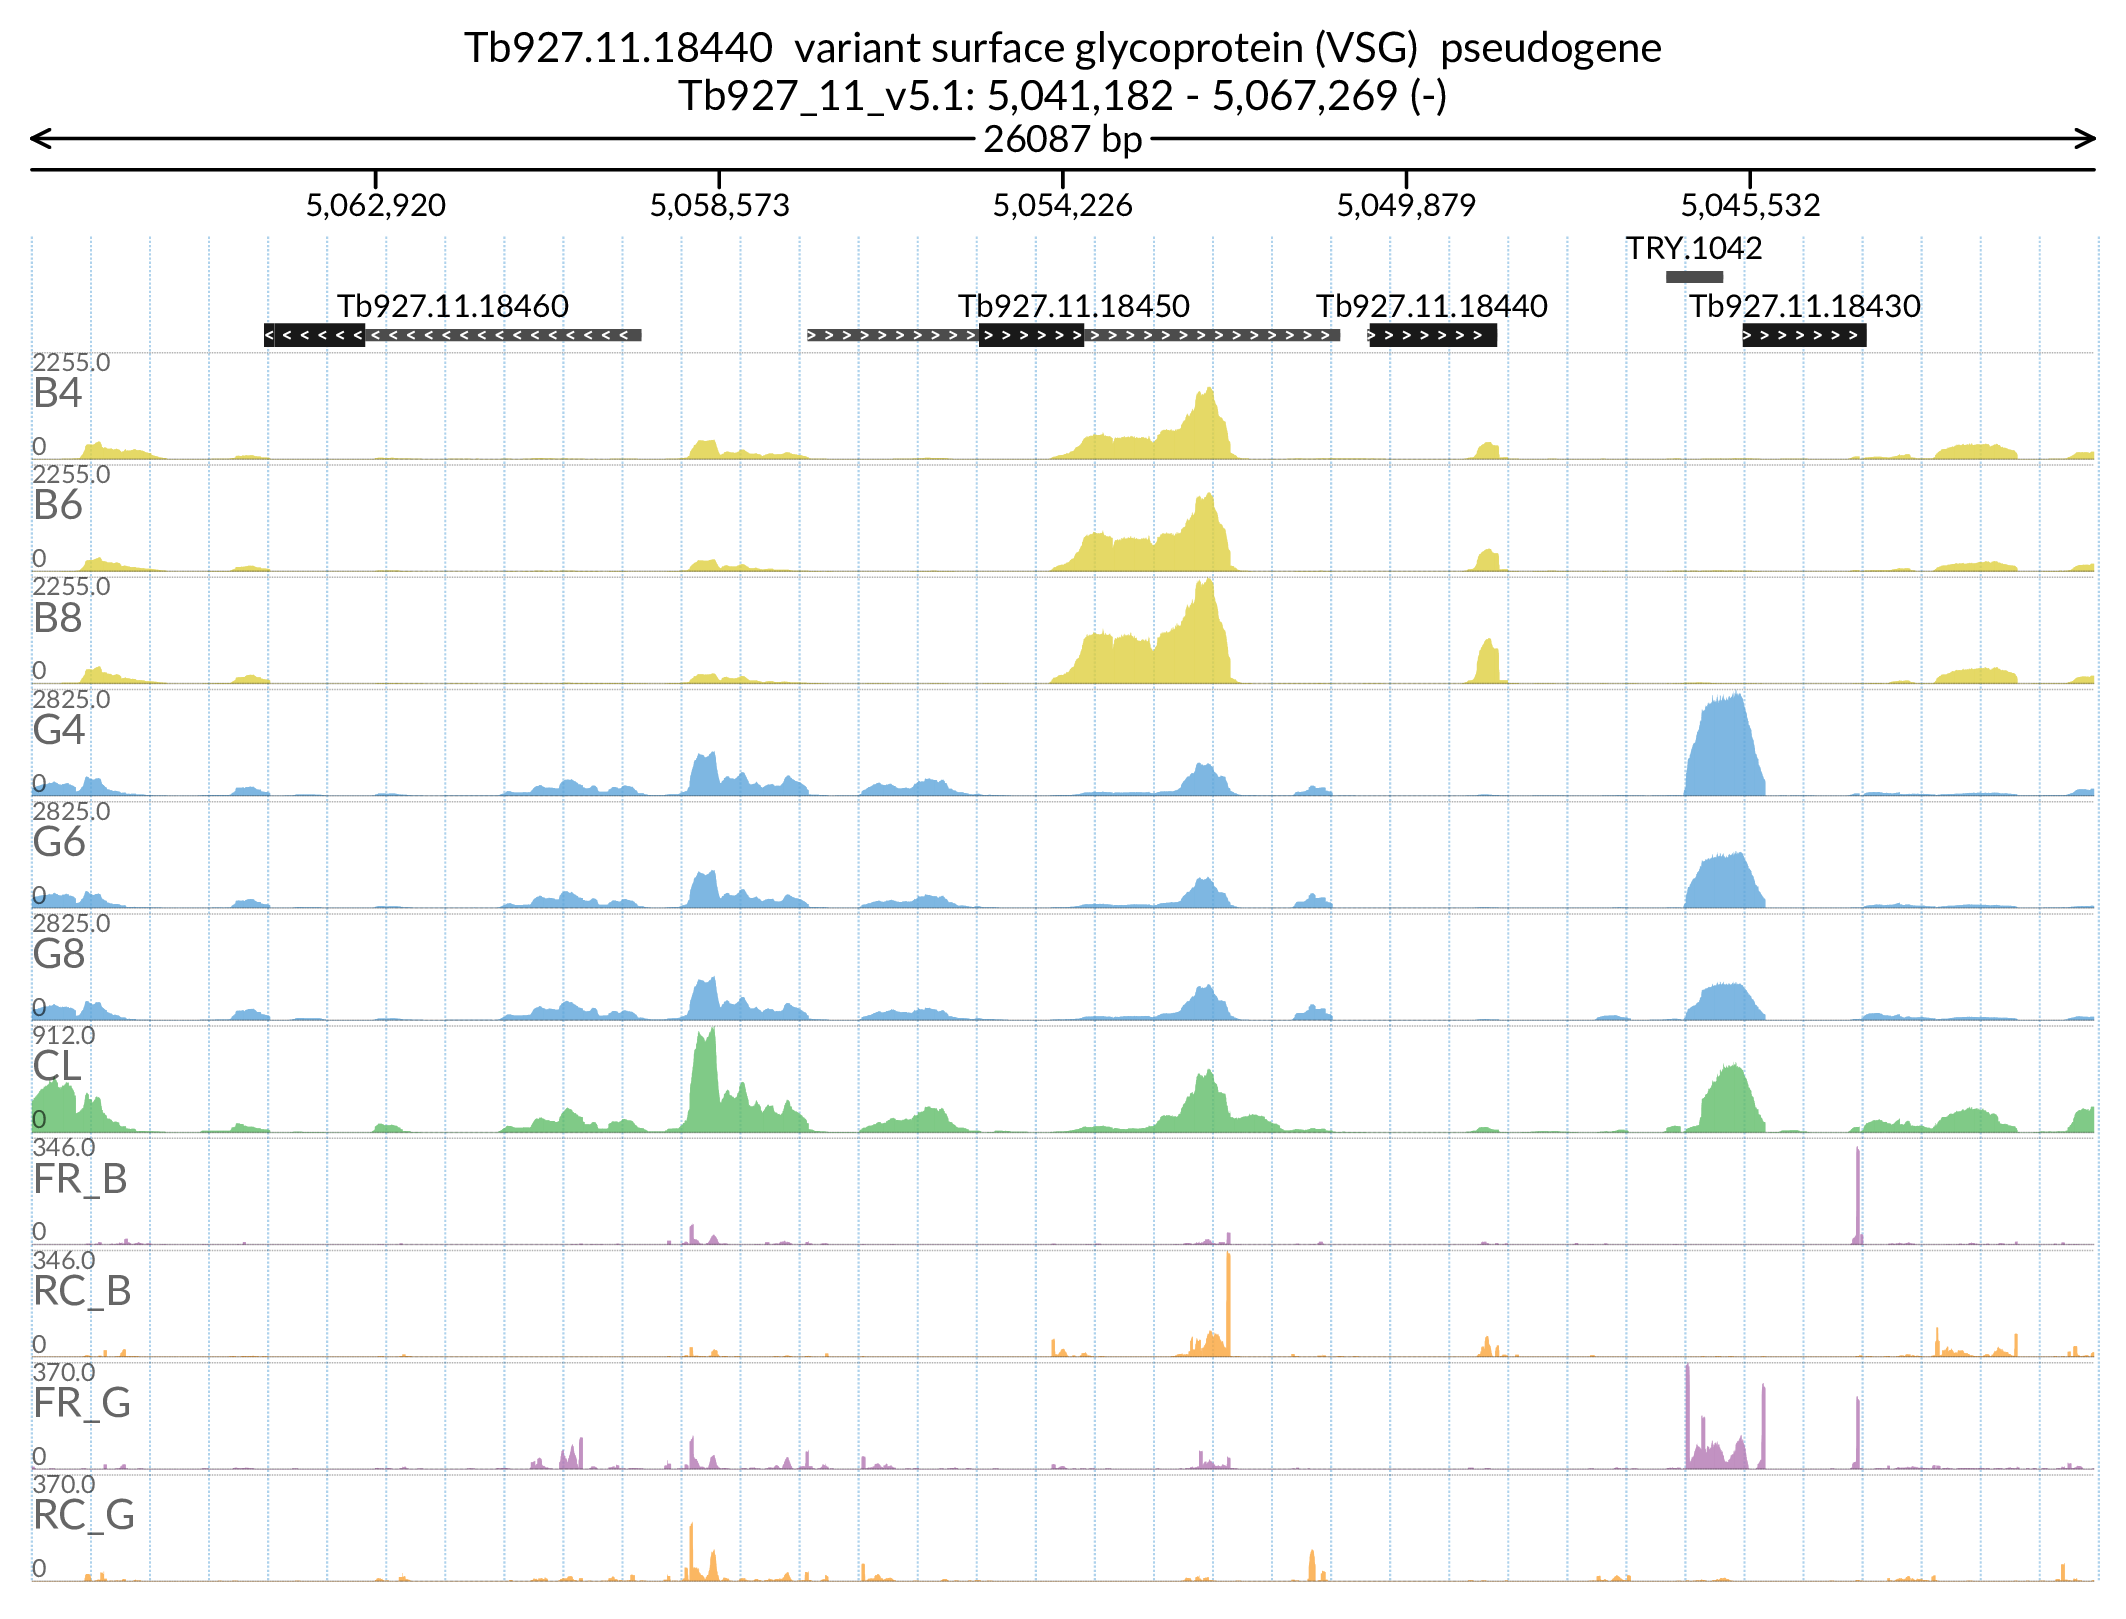 Tb927.11.18440  variant surface glycoprotein (VSG)  pseudogene
Tb927_11_v5.1: 5,041,182 - 5,067,269 (-)
26087 bp
5,062,920 5,058,573 5,054,226 5,049,879 5,045,532
TRY.1042
Tb927.11.18460 Tb927.11.18450 Tb927.11.18440 Tb927.11.18430
2255.0
B4
0
2255.0
B6
0
2255.0
B8
0
2825.0
G4
0
2825.0
G6
0
2825.0
G8
0
912.0
CL
0
346.0
FR_B
0
346.0
RC_B
0
370.0
FR_G
0
370.0
RC_G
0